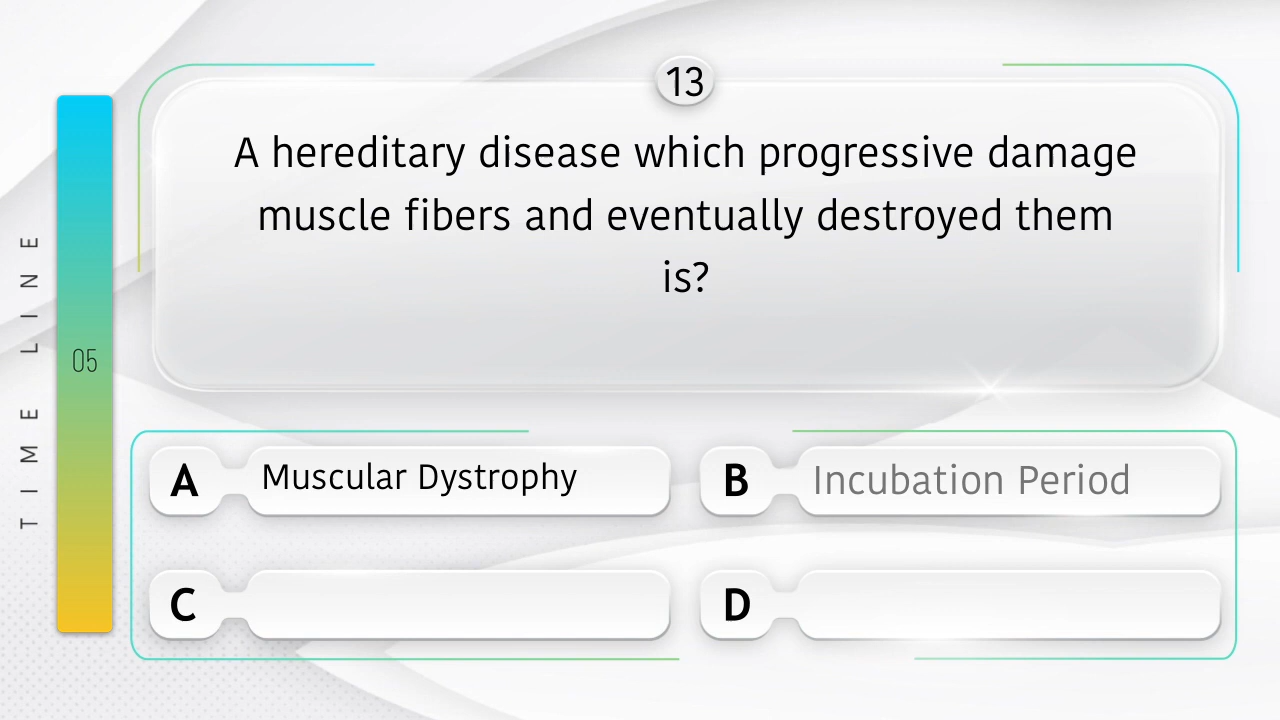 13
A hereditary disease which progressive damage
muscle fibers and eventually destroyed them
is?
TIME LINE
05
A Muscular Dystrophy
B Incubation Period
C
D